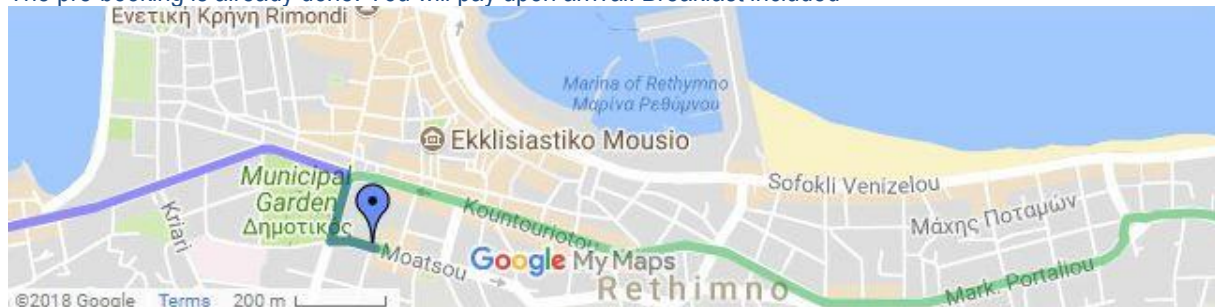 The pre-booking is already done. You will pay upon arrival. Breakfast included
Ενετική Κρήνη Rimondi
Marina of Rethymno
Μαρίνα Ρεθύμνου
Ekklisiastiko Mousio
Municipal
Garden
Δημοτικός
Kriari
Kountouriotou
Sofokli Venizelou
Μάχης Ποταμών
Moatsou
Google My Maps
Rethimno
Mark. Portaliou
©2018 Google Terms 200 m